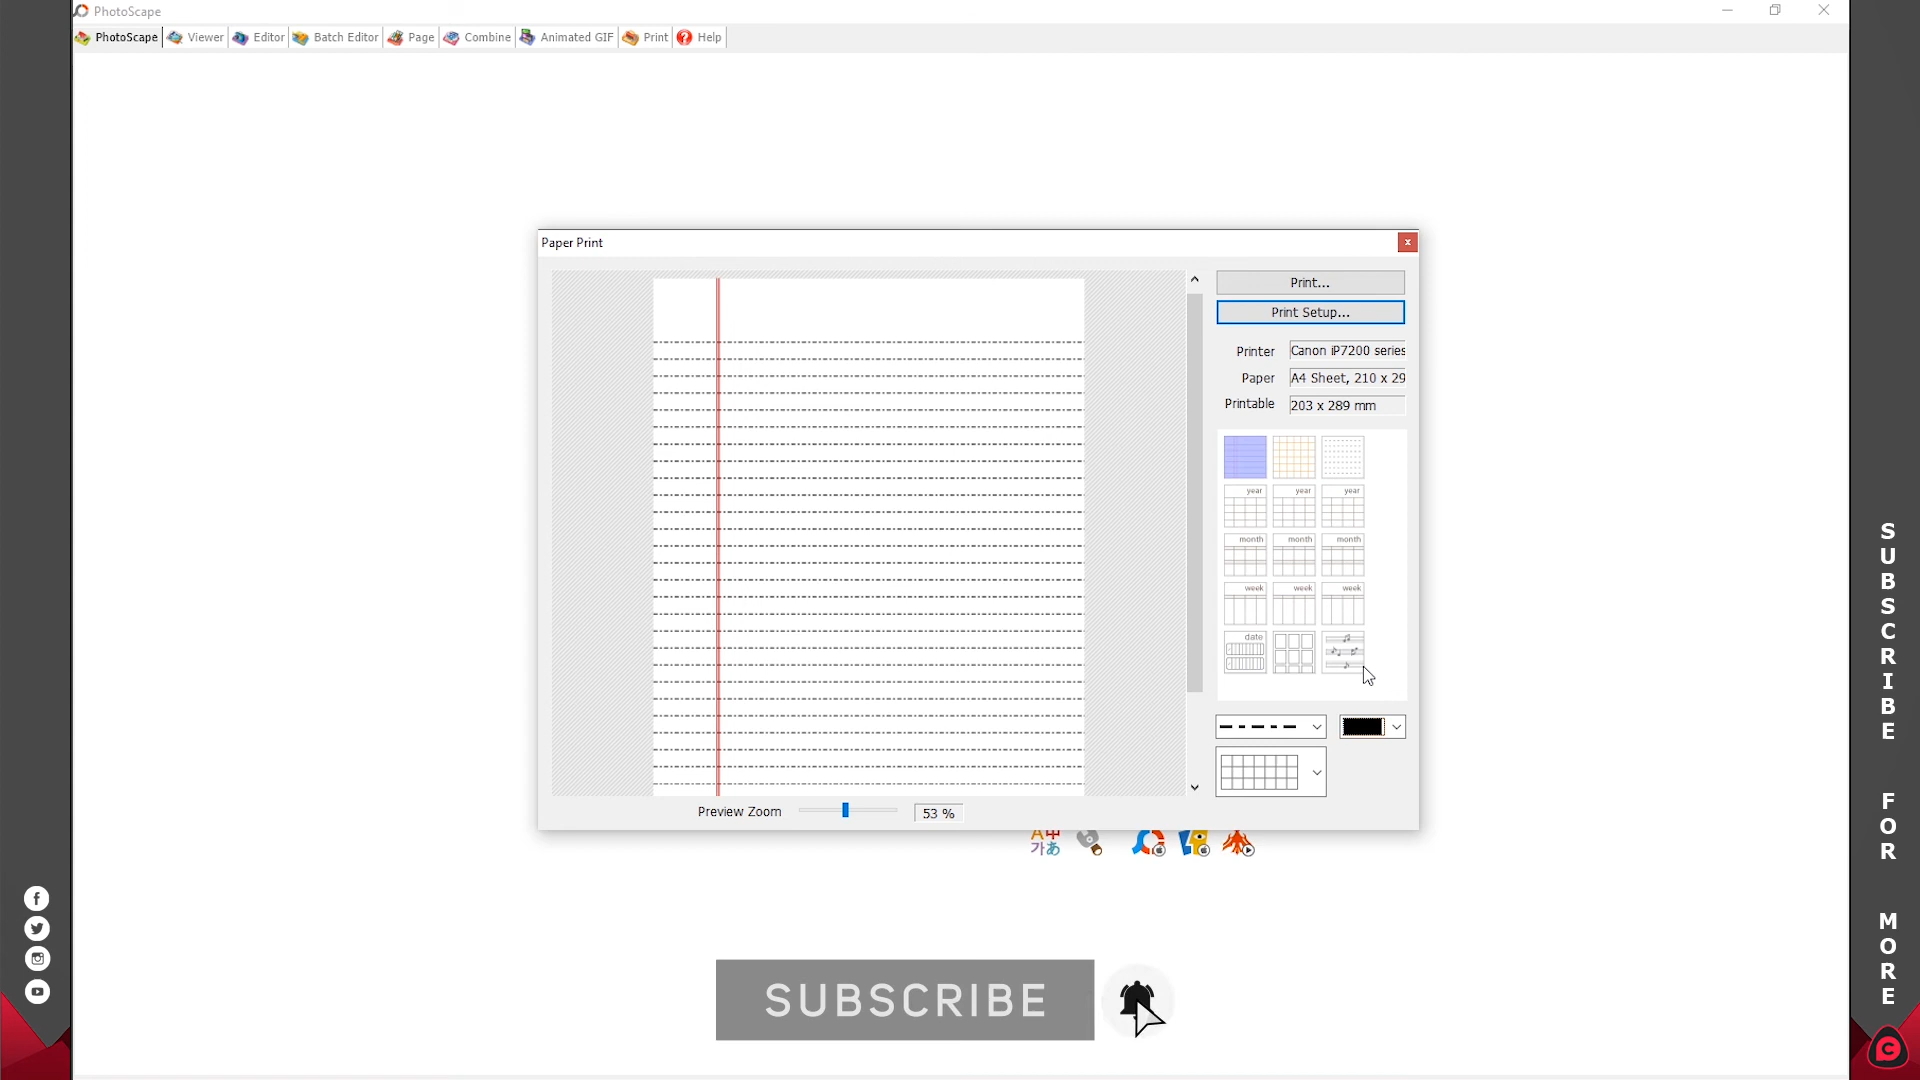 PhotoScape
PhotoScape Viewer Editor Batch Editor Page Combine Animated GIF Print Help
Paper Print
x
Print...
Print Setup...
Printer Canon iP7200 series
Paper A4 Sheet, 210 x 29
Printable 203 x 289 mm
year year year
month month month
week week week
date
Preview Zoom 53 %
A中
가あ
SUBSCRIBE
SUBSCRIBE
FOR
MORE